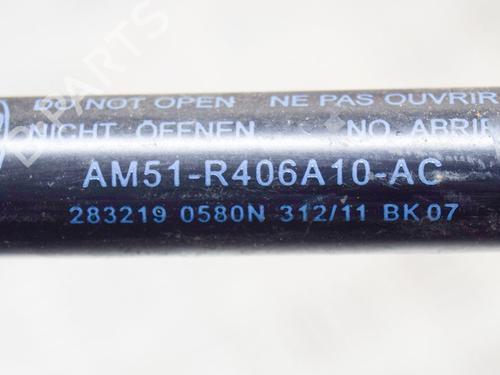 DO NOT OPEN NE PAS OUVRIR
NICHT ÖFFNEN NO ABRIR
AM51-R406A10-AC
283219 0580N 312/11 BK07